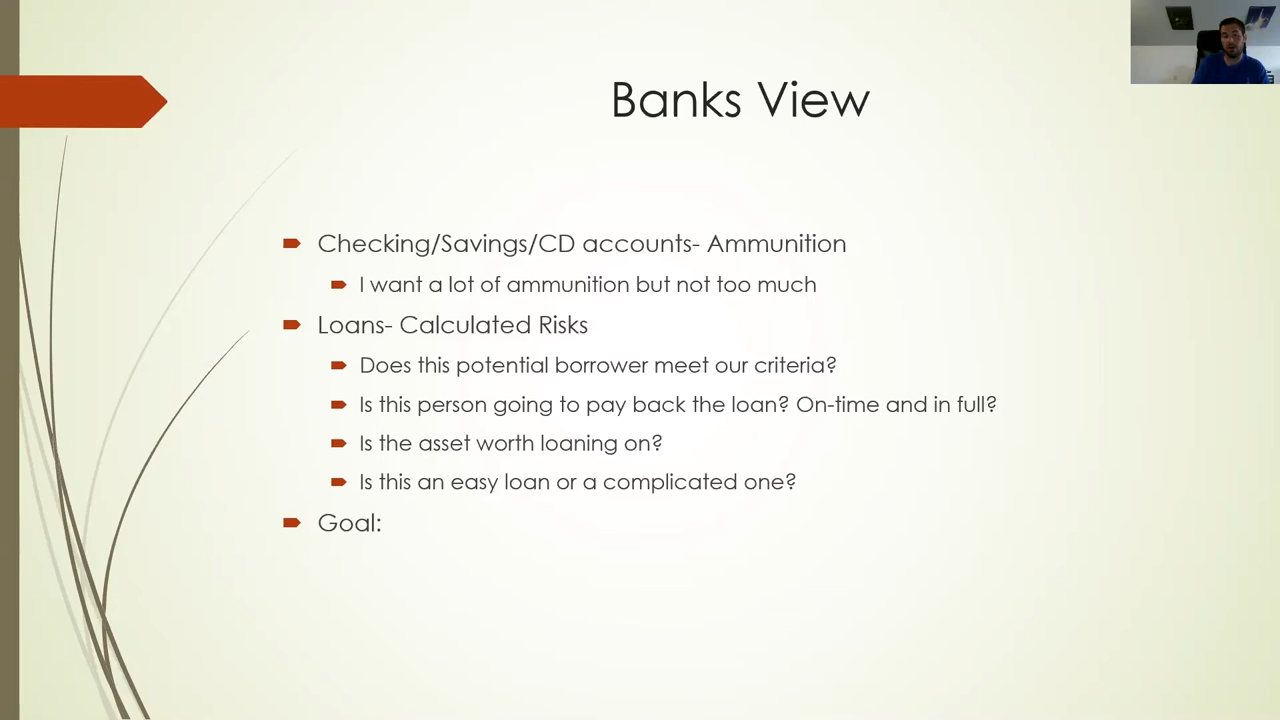 Banks View
Checking/Savings/CD accounts- Ammunition
I want a lot of ammunition but not too much
Loans- Calculated Risks
Does this potential borrower meet our criteria?
Is this person going to pay back the loan? On-time and in full?
Is the asset worth loaning on?
Is this an easy loan or a complicated one?
Goal: